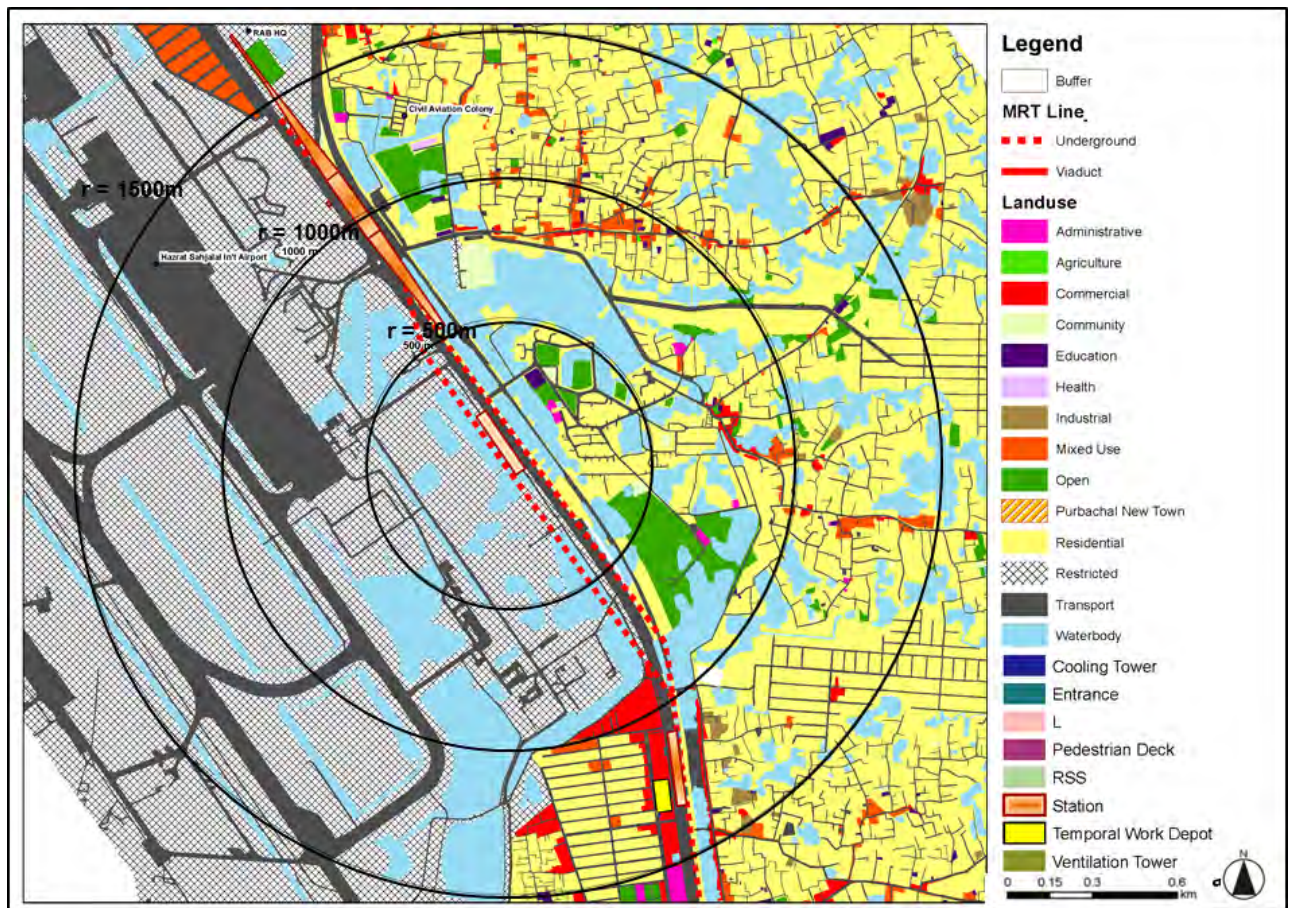 RAB HQ
Civil Aviation Colony
r = 1500m
r = 1000m
1000 m
Hazrat Sahjalal In't Airport
r = 500m
500 m
Legend
Buffer
MRT Line
Underground
Viaduct
Landuse
Administrative
Agriculture
Commercial
Community
Education
Health
Industrial
Mixed Use
Open
Purbachal New Town
Residential
Restricted
Transport
Waterbody
Cooling Tower
Entrance
L
Pedestrian Deck
RSS
Station
Temporal Work Depot
Ventilation Tower
N
0 0.15 0.3 0.6
km